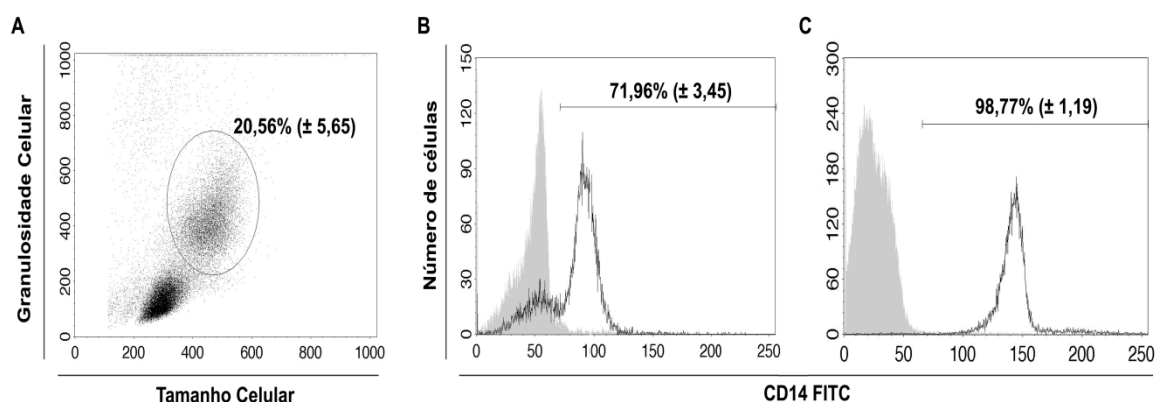 A
Granulosidade Celular
1000
800
600
400
200
0
20,56% (± 5,65)
0 200 400 600 800 1000
Tamanho Celular
B
Número de células
150
120
90
60
30
0
71,96% (± 3,45)
0 50 100 150 200 250
C
300
240
180
120
60
0
98,77% (± 1,19)
0 50 100 150 200 250
CD14 FITC